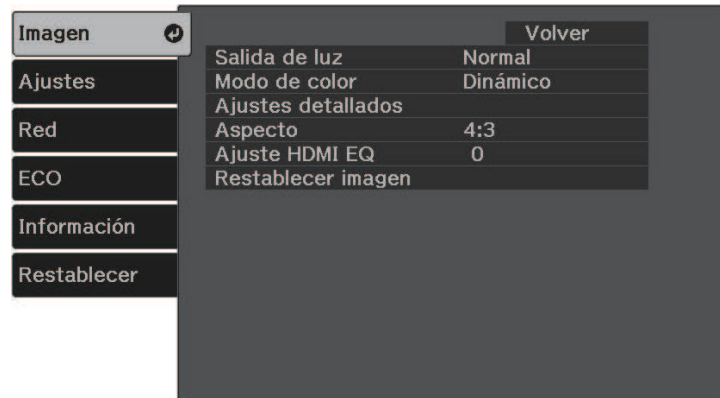 Imagen
Ajustes
Red
ECO
Información
Restablecer
Volver
Salida de luz Normal
Modo de color Dinámico
Ajustes detallados
Aspecto 4:3
Ajuste HDMI EQ 0
Restablecer imagen